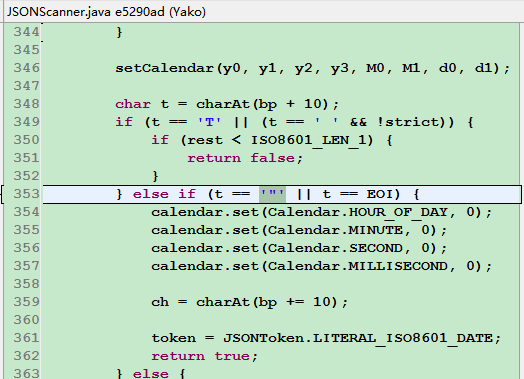 JSONScanner.java e5290ad (Yako)
344 }
345
346 setCalendar(y0, y1, y2, y3, M0, M1, d0, d1);
347
348 char t = charAt(bp + 10);
349 if (t == 'T' || (t == ' ' && !strict)) {
350 if (rest < ISO8601_LEN_1) {
351 return false;
352 }
353 } else if (t == '"' || t == EOI) {
354 calendar.set(Calendar.HOUR_OF_DAY, 0);
355 calendar.set(Calendar.MINUTE, 0);
356 calendar.set(Calendar.SECOND, 0);
357 calendar.set(Calendar.MILLISECOND, 0);
358
359 ch = charAt(bp += 10);
360
361 token = JSONToken.LITERAL_ISO8601_DATE;
362 return true;
363 } else {